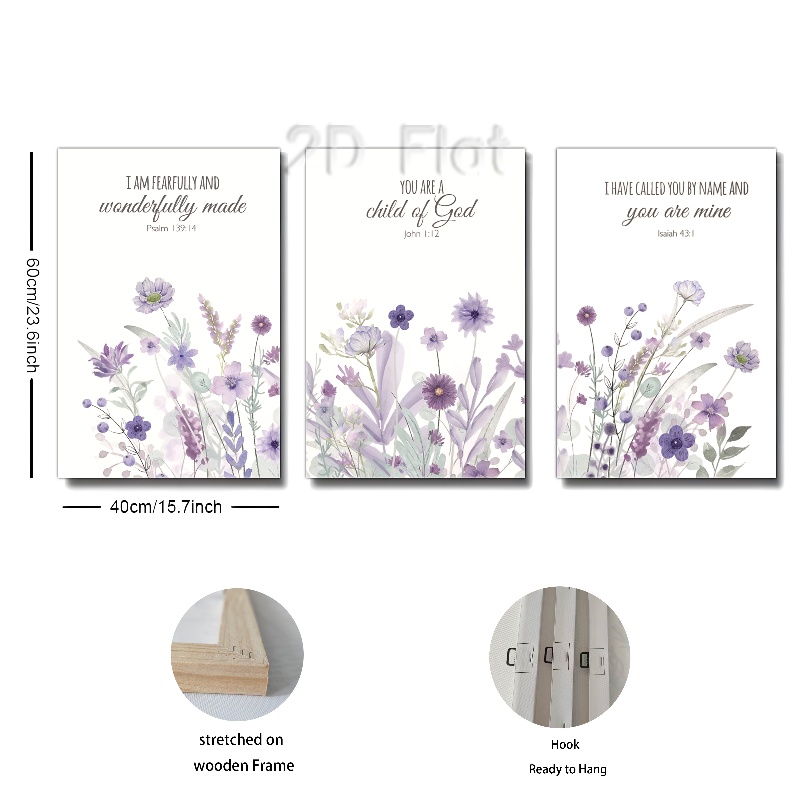 2D Flat
I AM FEARFULLY AND
wonderfully made
Psalm 139:14
YOU ARE A
child of God
John 1:12
I HAVE CALLED YOU BY NAME AND
you are mine
Isaiah 43:1
60cm/23.6inch
40cm/15.7inch
stretched on
wooden Frame
Hook
Ready to Hang